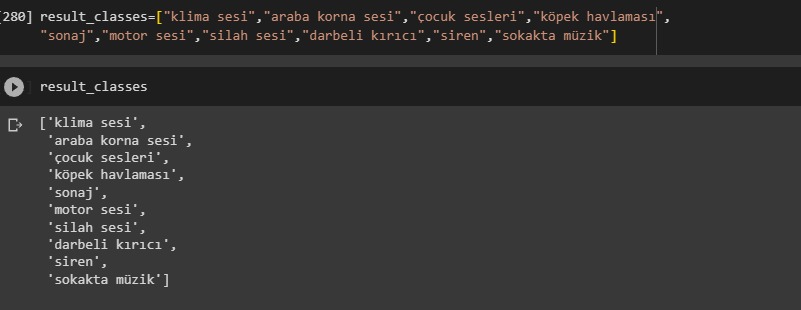 [280] result_classes=["klima sesi","araba korna sesi","çocuk sesleri","köpek havlaması",
"sonaj","motor sesi","silah sesi","darbeli kırıcı","siren","sokakta müzik"]
result_classes
['klima sesi',
'araba korna sesi',
'çocuk sesleri',
'köpek havlaması',
'sonaj',
'motor sesi',
'silah sesi',
'darbeli kırıcı',
'siren',
'sokakta müzik']